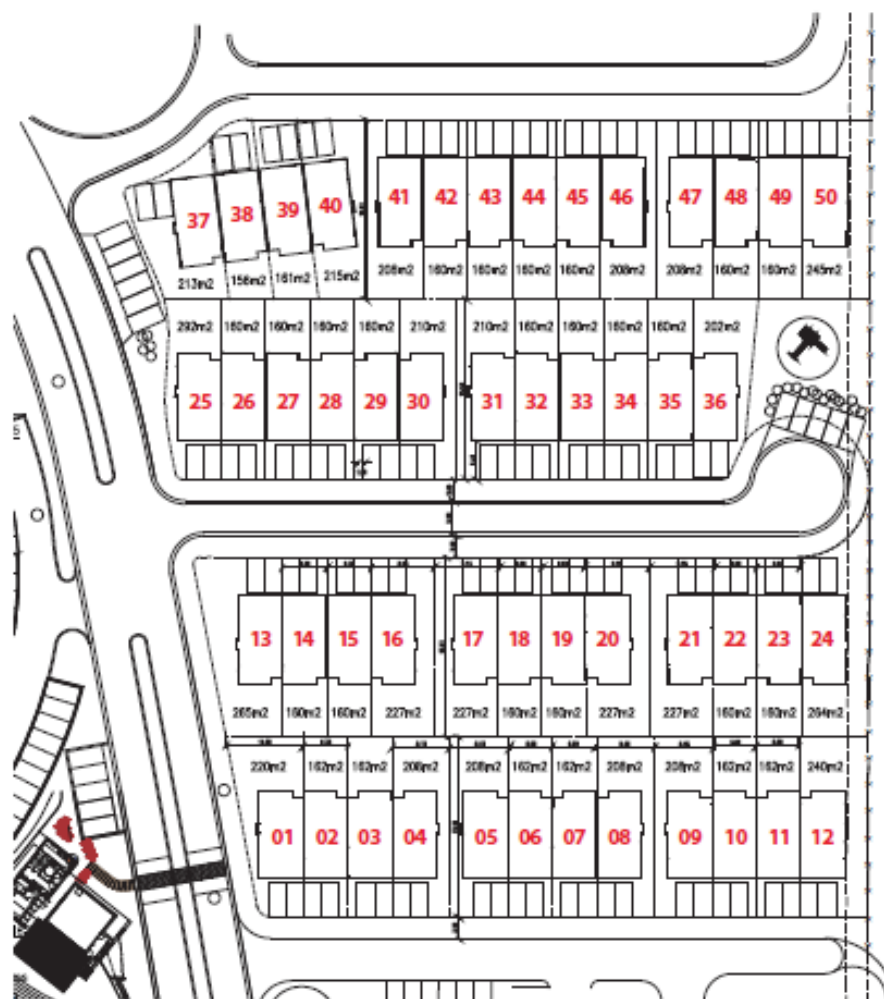 37 38 39 40 41 42 43 44 45 46 47 48 49 50
213m2 156m2 161m2 215m2 208m2 160m2 160m2 160m2 160m2 208m2 208m2 160m2 160m2 245m2
292m2 160m2 160m2 160m2 160m2 210m2 210m2 160m2 160m2 160m2 160m2 202m2
25 26 27 28 29 30 31 32 33 34 35 36
13 14 15 16 17 18 19 20 21 22 23 24
265m2 160m2 160m2 227m2 227m2 160m2 160m2 227m2 227m2 160m2 160m2 264m2
220m2 162m2 162m2 208m2 208m2 162m2 162m2 208m2 208m2 162m2 162m2 240m2
01 02 03 04 05 06 07 08 09 10 11 12